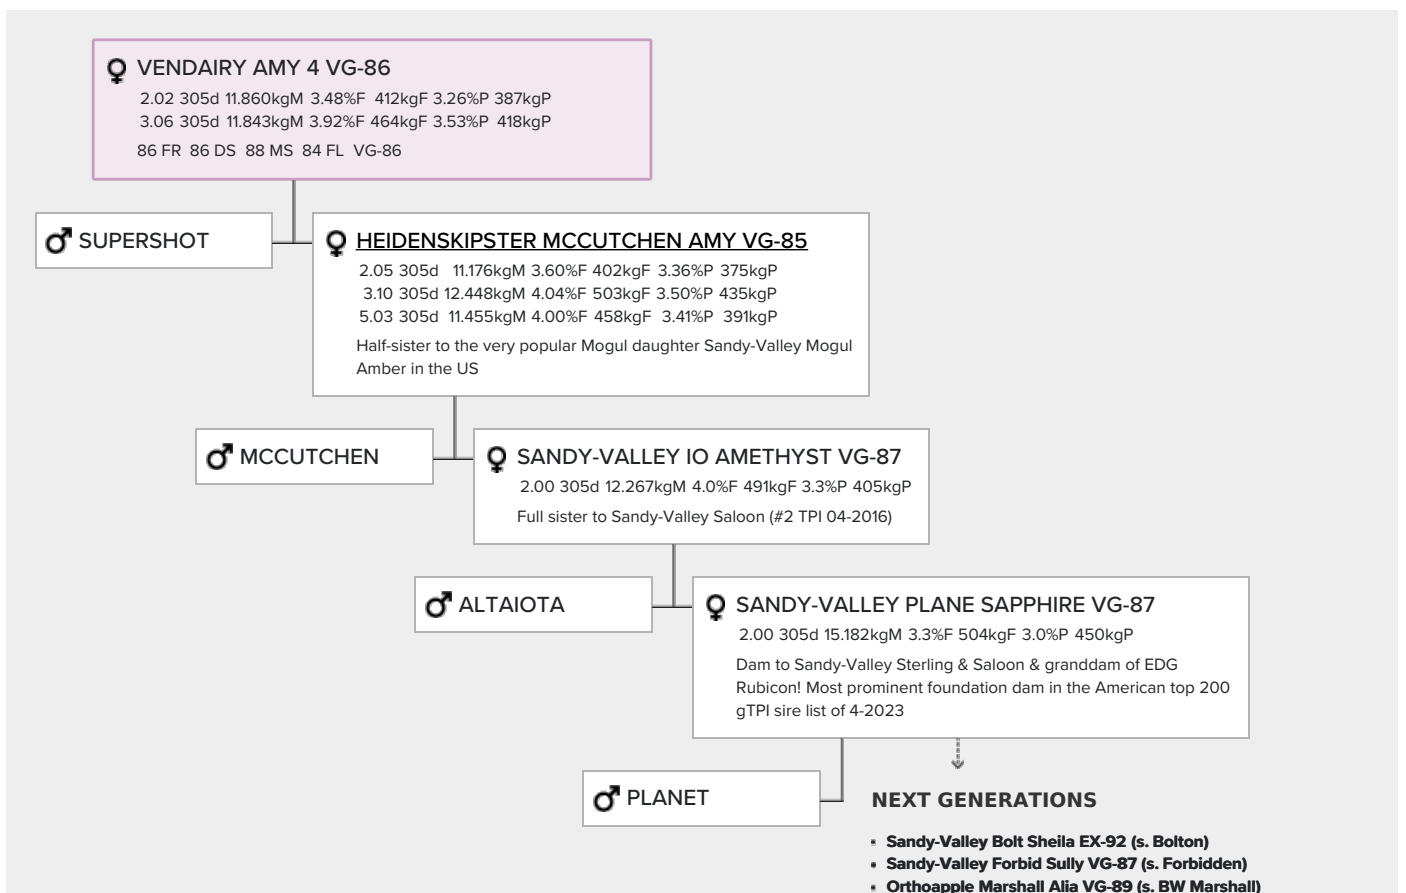 VENDAIRY AMY 4 VG-86
2.02 305d 11.860kgM 3.48%F 412kgF 3.26%P 387kgP
3.06 305d 11.843kgM 3.92%F 464kgF 3.53%P 418kgP
86 FR 86 DS 88 MS 84 FL VG-86
SUPERSHOT
HEIDENSKIPSTER MCCUTCHEN AMY VG-85
2.05 305d 11.176kgM 3.60%F 402kgF 3.36%P 375kgP
3.10 305d 12.448kgM 4.04%F 503kgF 3.50%P 435kgP
5.03 305d 11.455kgM 4.00%F 458kgF 3.41%P 391kgP
Half-sister to the very popular Mogul daughter Sandy-Valley Mogul
Amber in the US
MCCUTCHEN
SANDY-VALLEY IO AMETHYST VG-87
2.00 305d 12.267kgM 4.0%F 491kgF 3.3%P 405kgP
Full sister to Sandy-Valley Saloon (#2 TPI 04-2016)
ALTAIOTA
SANDY-VALLEY PLANE SAPPHIRE VG-87
2.00 305d 15.182kgM 3.3%F 504kgF 3.0%P 450kgP
Dam to Sandy-Valley Sterling & Saloon & granddam of EDG
Rubicon! Most prominent foundation dam in the American top 200
gTPI sire list of 4-2023
PLANET
NEXT GENERATIONS
Sandy-Valley Bolt Sheila EX-92 (s. Bolton)
Sandy-Valley Forbid Sully VG-87 (s. Forbidden)
Orthoapple Marshall Alia VG-89 (s. BW Marshall)